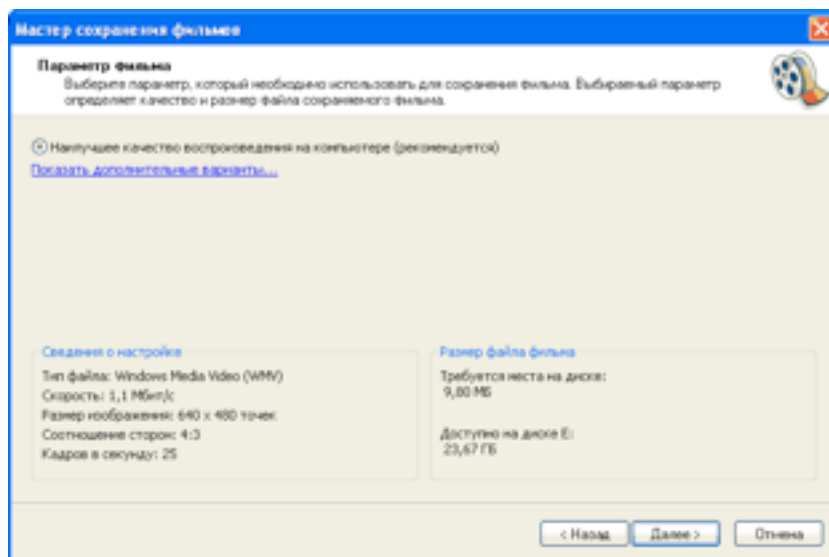 Мастер сохранения фильмов
Параметр фильма
Выберите параметр, который необходимо использовать для сохранения фильма. Выбираемый параметр
определяет качество и размер файла сохраняемого фильма.
Наилучшее качество воспроизведения на компьютере (рекомендуется)
Показать дополнительные варианты...
Сведения о настройке
Тип файла: Windows Media Video (WMV)
Скорость: 1,1 Мбит/с
Размер изображения: 640 x 480 точек
Соотношение сторон: 4:3
Кадров в секунду: 25
Размер файла фильма
Требуется места на диске:
9,80 МБ
Доступно на диске E:
23,67 ГБ
< Назад
Далее >
Отмена